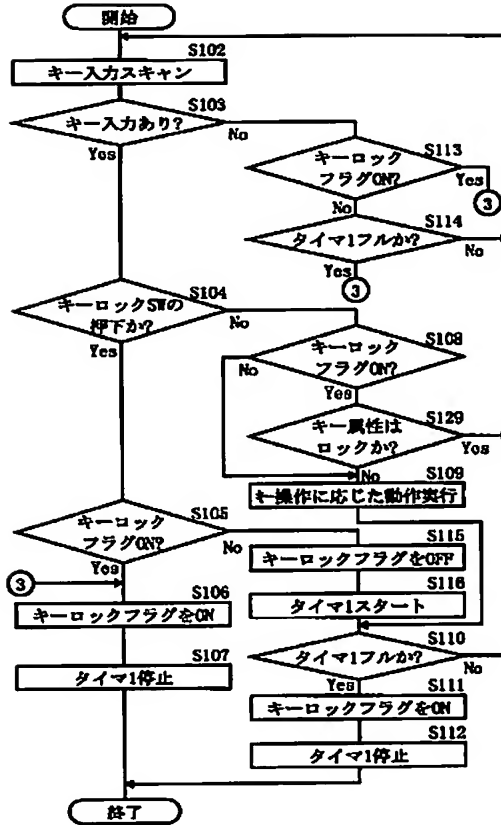 開始
S102
キー入力スキャン
S103
キー入力あり?
No
Yes
S113
キーロック
フラグON?
Yes
3
No
S114
タイマ1フルか?
No
Yes
3
S104
キーロックSWの
押下か?
No
Yes
S108
キーロック
フラグON?
No
Yes
S129
キー属性は
ロックか?
Yes
No
S109
キー操作に応じた動作実行
S105
キーロック
フラグON?
No
Yes
S115
キーロックフラグをOFF
3
S106
キーロックフラグをON
S116
タイマ1スタート
S110
タイマ1フルか?
No
Yes
S107
タイマ1停止
S111
キーロックフラグをON
S112
タイマ1停止
終了